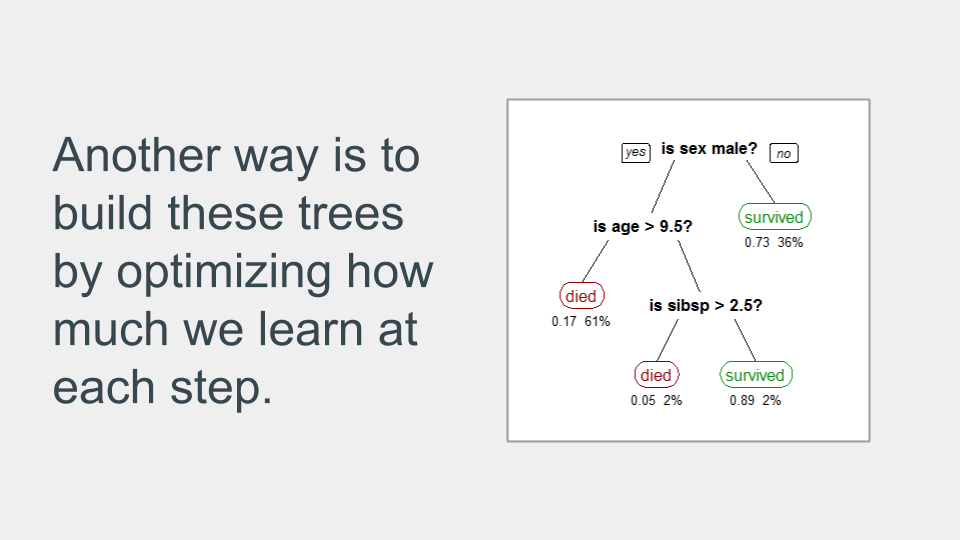 Another way is to
build these trees
by optimizing how
much we learn at
each step.
yes is sex male? no
is age > 9.5?
survived
0.73 36%
died
0.17 61%
is sibsp > 2.5?
died
0.05 2%
survived
0.89 2%